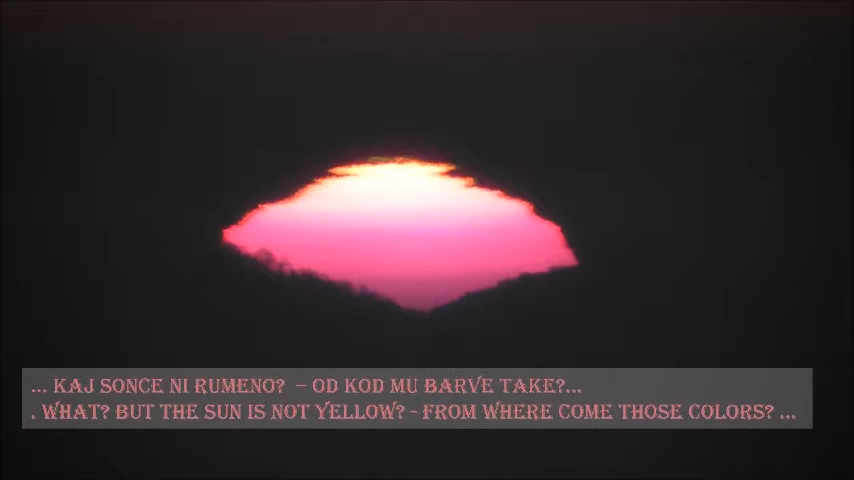 ... KAJ SONCE NI RUMENO? – OD KOD MU BARVE TAKE?...
. WHAT? BUT THE SUN IS NOT YELLOW? - FROM WHERE COME THOSE COLORS? ...